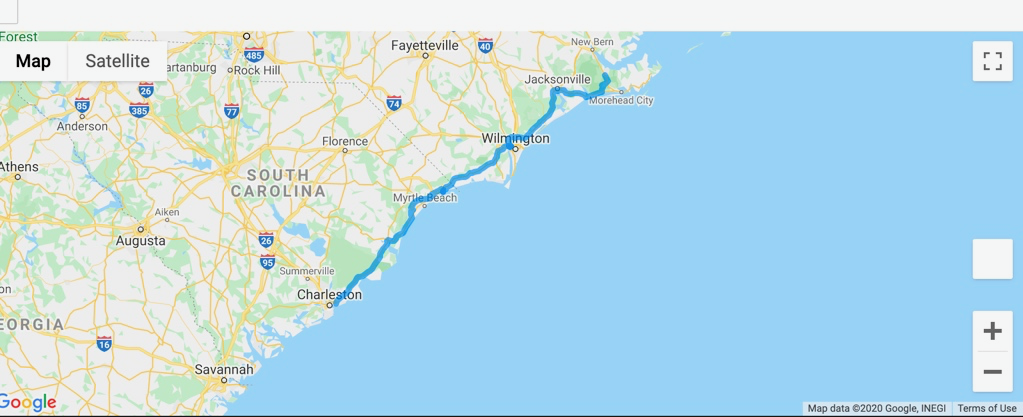 Forest
Map
Satellite
Fayetteville
40
New Bern
485
artanburg
Rock Hill
Jacksonville
26
85
385
77
74
Morehead City
Anderson
Wilmington
Florence
Athens
SOUTH
CAROLINA
Myrtle Beach
Aiken
Augusta
26
95
Summerville
on
Charleston
EORGIA
16
Savannah
Google
Map data ©2020 Google, INEGI
Terms of Use